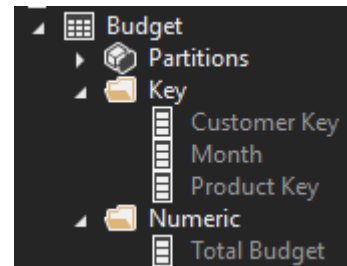 Budget
Partitions
Key
Customer Key
Month
Product Key
Numeric
Total Budget